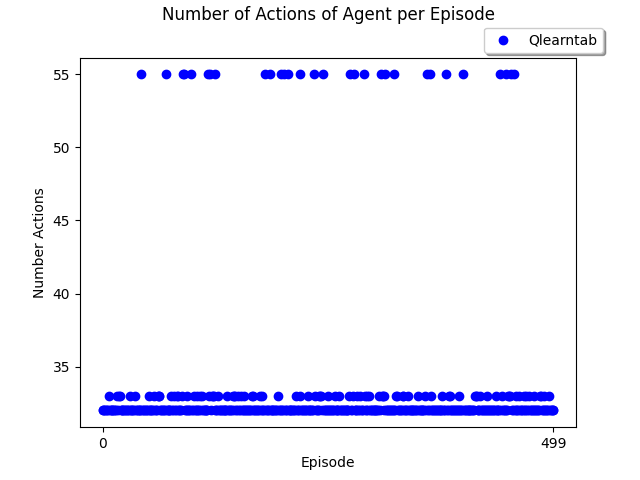 Number of Actions of Agent per Episode
Qlearntab
55
50
45
40
35
Number Actions
0
499
Episode